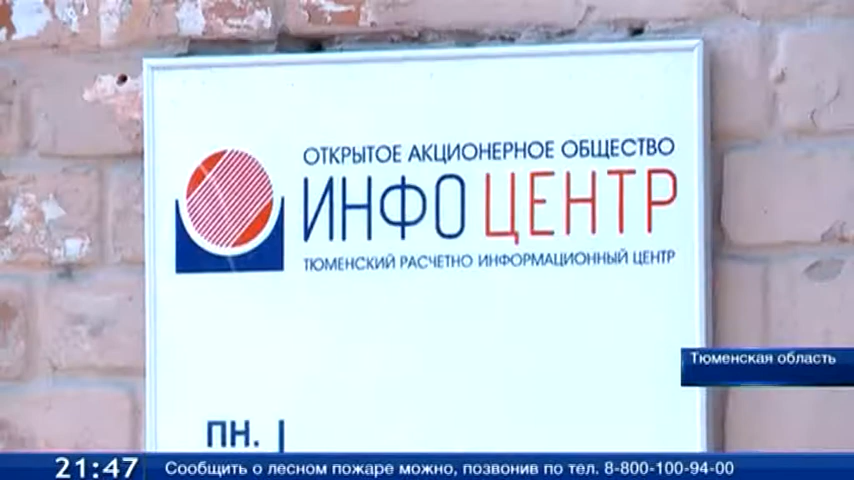 ОТКРЫТОЕ АКЦИОНЕРНОЕ ОБЩЕСТВО
ИНФО ЦЕНТР
ТЮМЕНСКИЙ РАСЧЕТНО ИНФОРМАЦИОННЫЙ ЦЕНТР
Тюменская область
ПН.
21:47 Сообщить о лесном пожаре можно, позвонив по тел. 8-800-100-94-00